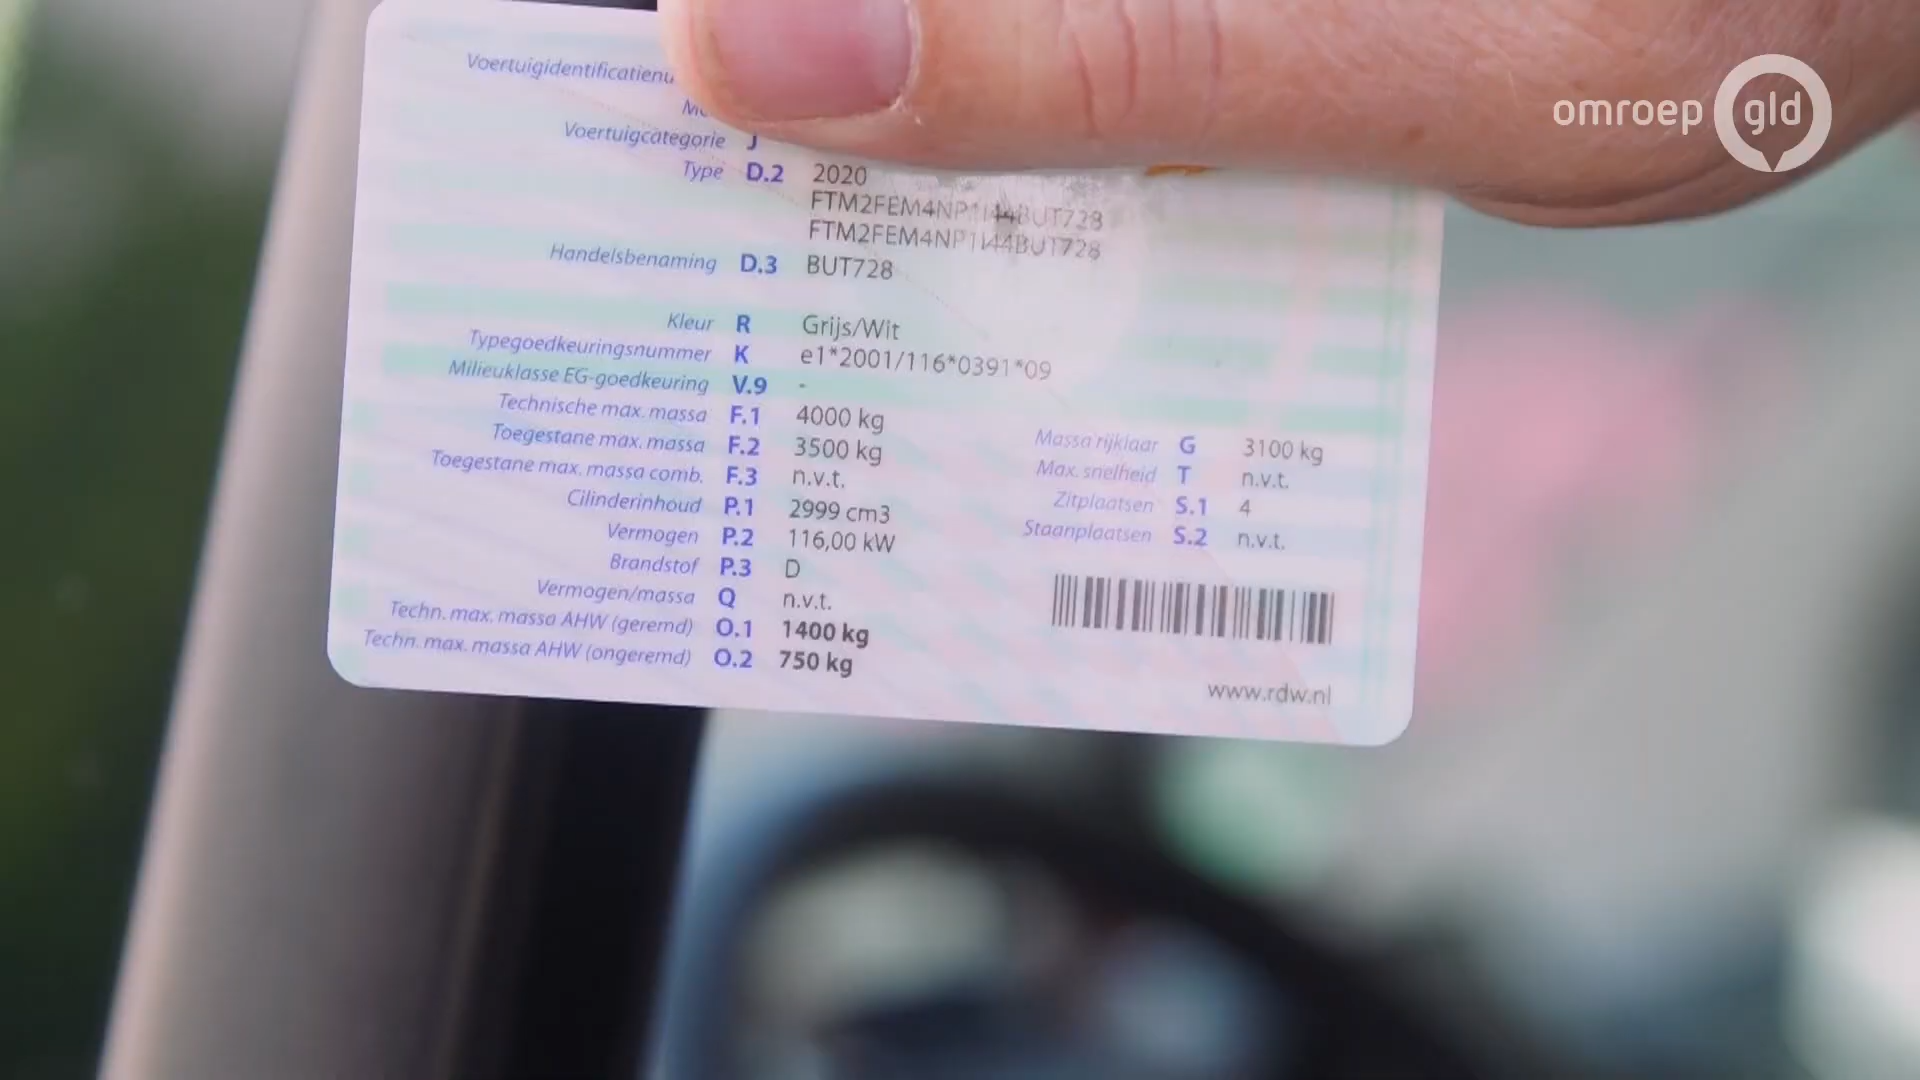 omroep gld
Voertuigidentificatienu
Voertuigcategorie J
Type D.2 2020
FTM2FEM4NP1I44BUT728
FTM2FEM4NP1I44BUT728
Handelsbenaming D.3 BUT728
Kleur R Grijs/Wit
Typegoedkeuringsnummer K e1*2001/116*0391*09
Milieuklasse EG-goedkeuring V.9 -
Technische max. massa F.1 4000 kg
Toegestane max. massa F.2 3500 kg
Toegestane max. massa comb. F.3 n.v.t.
Cilinderinhoud P.1 2999 cm3
Vermogen P.2 116,00 kW
Brandstof P.3 D
Vermogen/massa Q n.v.t.
Techn. max. massa AHW (geremd) O.1 1400 kg
Techn. max. massa AHW (ongeremd) O.2 750 kg
Massa rijklaar G 3100 kg
Max. snelheid T n.v.t.
Zitplaatsen S.1 4
Staanplaatsen S.2 n.v.t.
www.rdw.nl